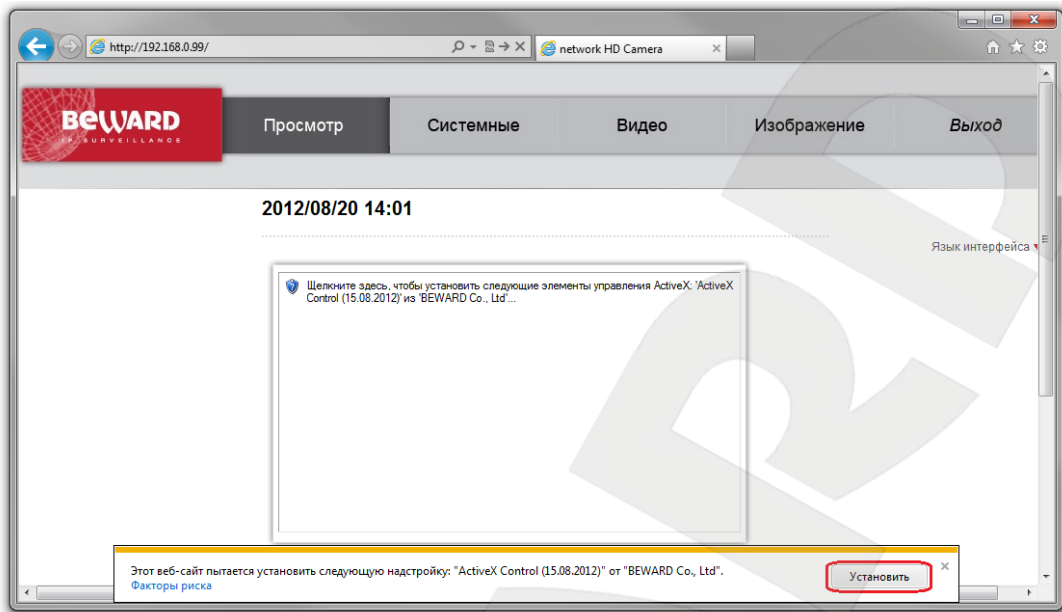 http://192.168.0.99/
network HD Camera
BEWARD
IP SURVEILLANCE
Просмотр
Системные
Видео
Изображение
Выход
2012/08/20 14:01
Язык интерфейса
Щелкните здесь, чтобы установить следующие элементы управления ActiveX: 'ActiveX
Control (15.08.2012)' из 'BEWARD Co., Ltd'...
Этот веб-сайт пытается установить следующую надстройку: "ActiveX Control (15.08.2012)" от "BEWARD Co., Ltd".
Факторы риска
Установить